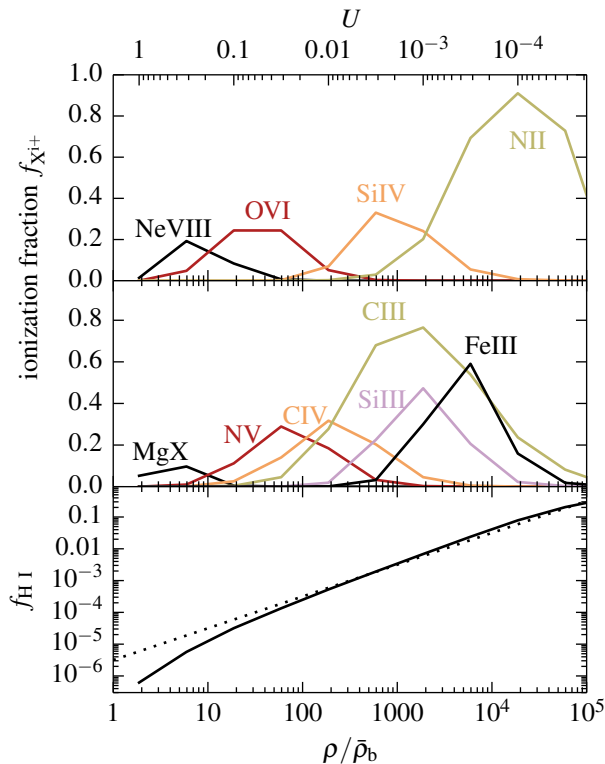 U
1 0.1 0.01 10⁻³ 10⁻⁴
ionization fraction f_Xⁱ⁺
1.0
0.8
0.6
0.4
0.2
0.0
NeVIII
OVI
SiIV
NII
0.8
0.6
0.4
0.2
0.0
MgX
NV
CIV
CIII
SiIII
FeIII
f_H I
0.1
0.01
10⁻³
10⁻⁴
10⁻⁵
10⁻⁶
1 10 100 1000 10⁴ 10⁵
ρ/ρ̄_b